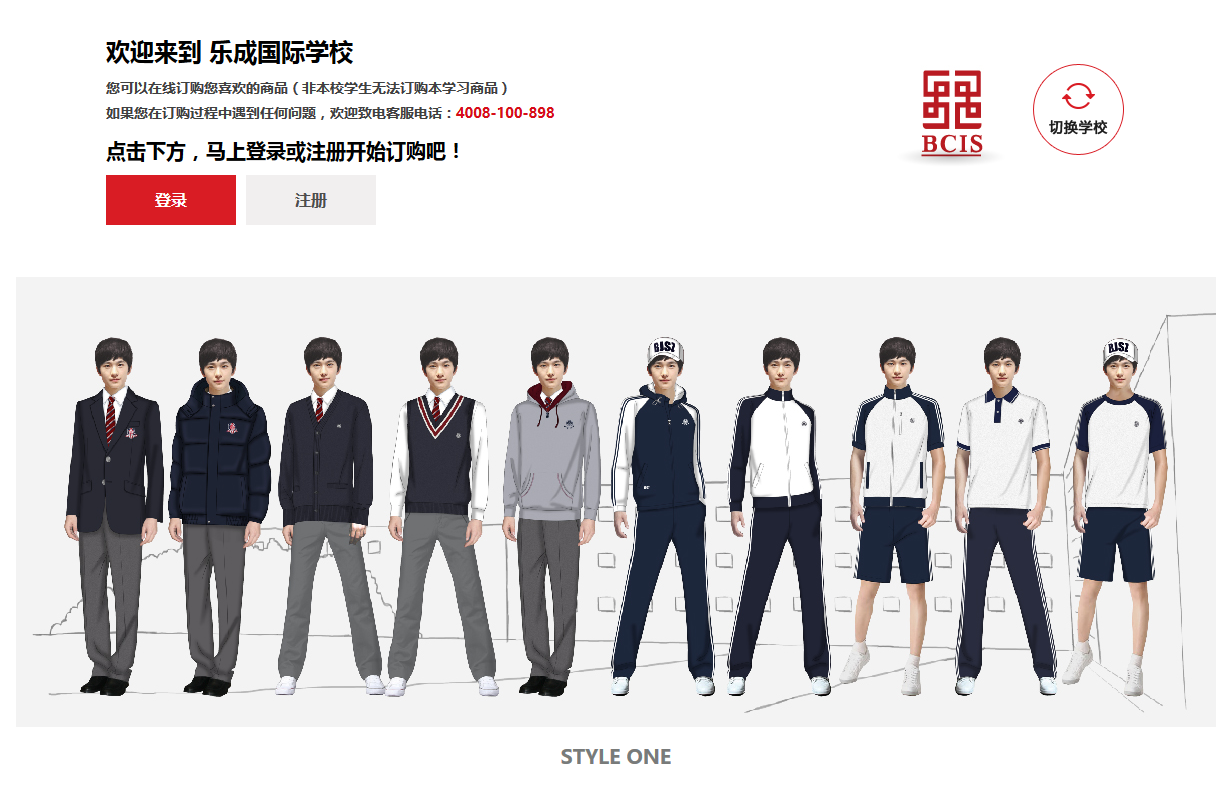 欢迎来到 乐成国际学校
您可以在线订购您喜欢的商品（非本校学生无法订购本学习商品）
如果您在订购过程中遇到任何问题，欢迎致电客服电话：4008-100-898
点击下方，马上登录或注册开始订购吧！
登录
注册
BCIS
切换学校
STYLE ONE